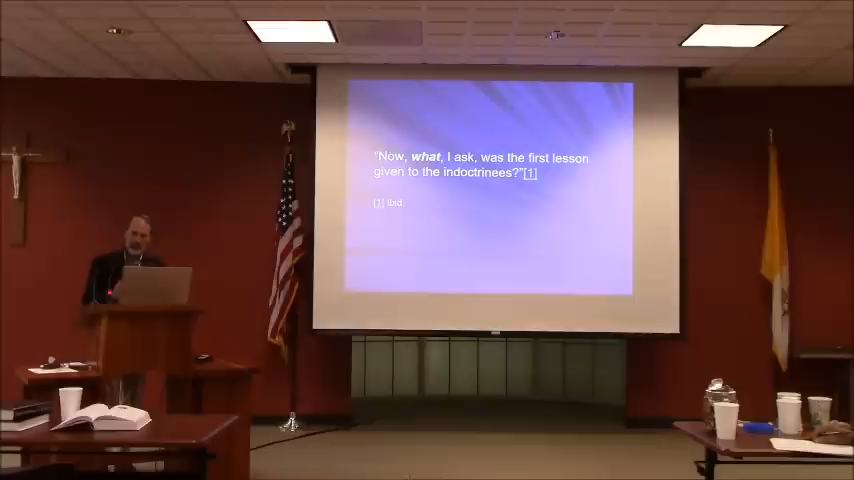 "Now, what, I ask, was the first lesson
given to the indoctrinees?"[1]
[1] Ibid.